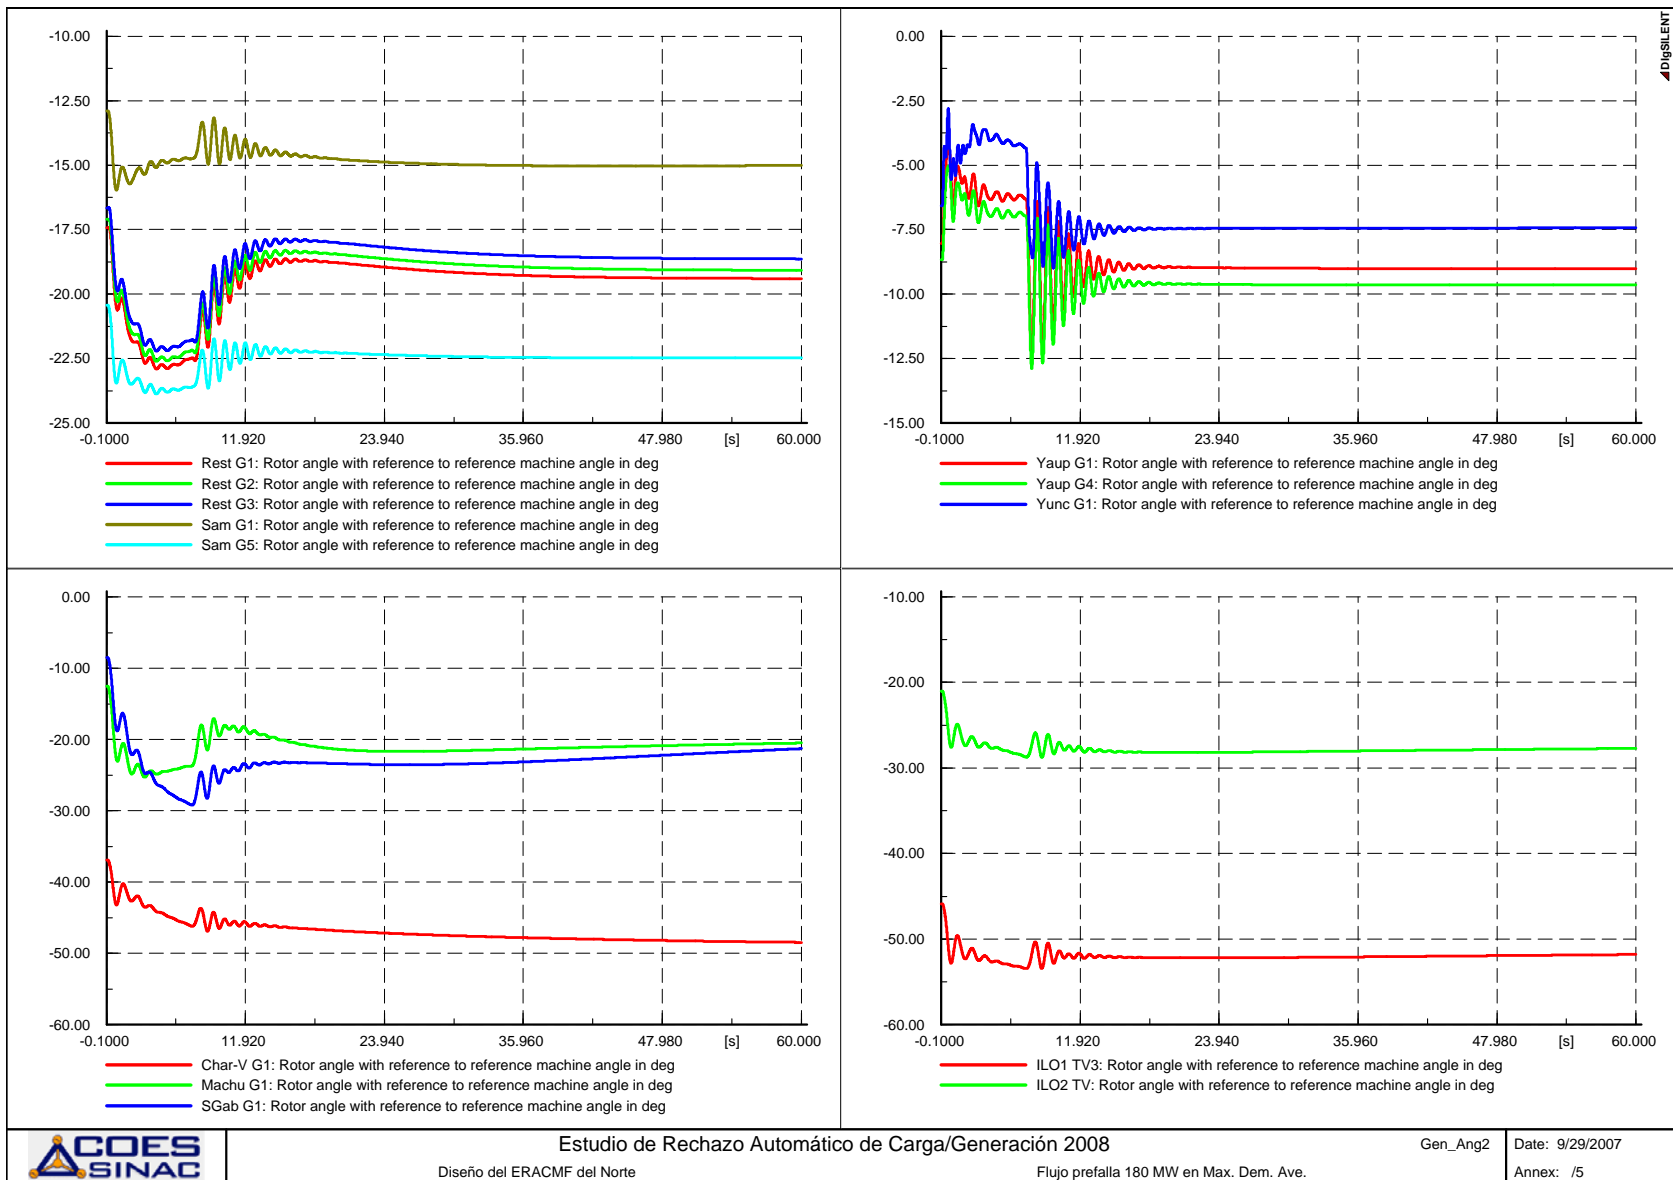 DIgSILENT
-10.00
-12.50
-15.00
-17.50
-20.00
-22.50
-25.00
-0.1000 11.920 23.940 35.960 47.980 [s] 60.000
Rest G1: Rotor angle with reference to reference machine angle in deg
Rest G2: Rotor angle with reference to reference machine angle in deg
Rest G3: Rotor angle with reference to reference machine angle in deg
Sam G1: Rotor angle with reference to reference machine angle in deg
Sam G5: Rotor angle with reference to reference machine angle in deg
0.00
-2.50
-5.00
-7.50
-10.00
-12.50
-15.00
-0.1000 11.920 23.940 35.960 47.980 [s] 60.000
Yaup G1: Rotor angle with reference to reference machine angle in deg
Yaup G4: Rotor angle with reference to reference machine angle in deg
Yunc G1: Rotor angle with reference to reference machine angle in deg
0.00
-10.00
-20.00
-30.00
-40.00
-50.00
-60.00
-0.1000 11.920 23.940 35.960 47.980 [s] 60.000
Char-V G1: Rotor angle with reference to reference machine angle in deg
Machu G1: Rotor angle with reference to reference machine angle in deg
SGab G1: Rotor angle with reference to reference machine angle in deg
-10.00
-20.00
-30.00
-40.00
-50.00
-60.00
-0.1000 11.920 23.940 35.960 47.980 [s] 60.000
ILO1 TV3: Rotor angle with reference to reference machine angle in deg
ILO2 TV: Rotor angle with reference to reference machine angle in deg
COES
SINAC
Estudio de Rechazo Automático de Carga/Generación 2008
Diseño del ERACMF del Norte
Flujo prefalla 180 MW en Max. Dem. Ave.
Gen_Ang2
Date: 9/29/2007
Annex: /5